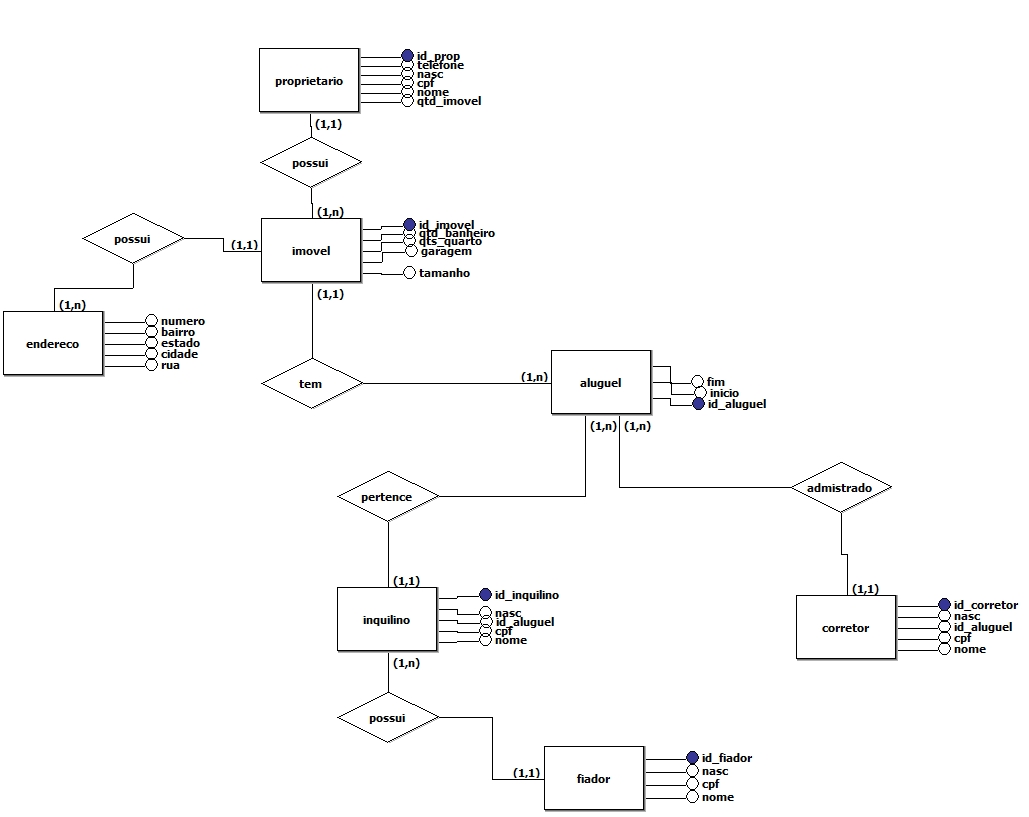 proprietario
id_prop
telefone
nasc
cpf
nome
qtd_imovel
(1,1)
possui
(1,n)
imovel
id_imovel
qtd_banheiro
qts_quarto
garagem
tamanho
possui
(1,1)
(1,n)
endereco
numero
bairro
estado
cidade
rua
(1,1)
tem
(1,n)
aluguel
fim
inicio
id_aluguel
(1,n)
(1,n)
pertence
admistrado
(1,1)
inquilino
id_inquilino
nasc
id_aluguel
cpf
nome
(1,1)
corretor
id_corretor
nasc
id_aluguel
cpf
nome
(1,n)
possui
(1,1)
fiador
id_fiador
nasc
cpf
nome